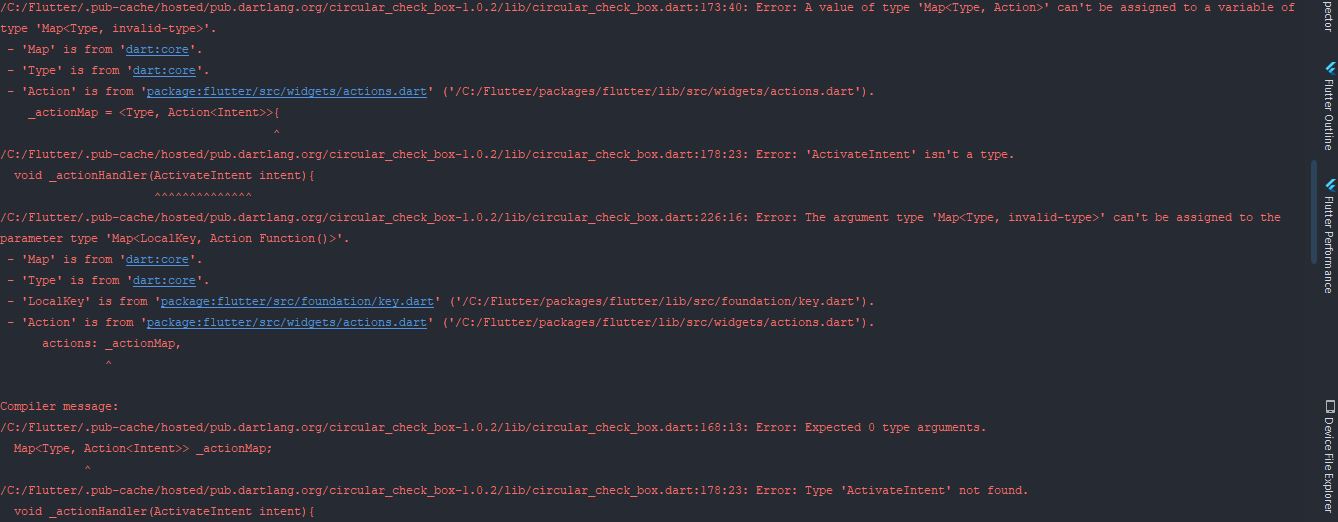 /C:/Flutter/.pub-cache/hosted/pub.dartlang.org/circular_check_box-1.0.2/lib/circular_check_box.dart:173:40: Error: A value of type 'Map<Type, Action>' can't be assigned to a variable of
type 'Map<Type, invalid-type>'.
- 'Map' is from 'dart:core'.
- 'Type' is from 'dart:core'.
- 'Action' is from 'package:flutter/src/widgets/actions.dart' ('/C:/Flutter/packages/flutter/lib/src/widgets/actions.dart').
_actionMap = <Type, Action<Intent>>{
^
/C:/Flutter/.pub-cache/hosted/pub.dartlang.org/circular_check_box-1.0.2/lib/circular_check_box.dart:178:23: Error: 'ActivateIntent' isn't a type.
void _actionHandler(ActivateIntent intent){
^^^^^^^^^^^^^^
/C:/Flutter/.pub-cache/hosted/pub.dartlang.org/circular_check_box-1.0.2/lib/circular_check_box.dart:226:16: Error: The argument type 'Map<Type, invalid-type>' can't be assigned to the
parameter type 'Map<LocalKey, Action Function()>'.
- 'Map' is from 'dart:core'.
- 'Type' is from 'dart:core'.
- 'LocalKey' is from 'package:flutter/src/foundation/key.dart' ('/C:/Flutter/packages/flutter/lib/src/foundation/key.dart').
- 'Action' is from 'package:flutter/src/widgets/actions.dart' ('/C:/Flutter/packages/flutter/lib/src/widgets/actions.dart').
actions: _actionMap,
^
Compiler message:
/C:/Flutter/.pub-cache/hosted/pub.dartlang.org/circular_check_box-1.0.2/lib/circular_check_box.dart:168:13: Error: Expected 0 type arguments.
Map<Type, Action<Intent>> _actionMap;
^
/C:/Flutter/.pub-cache/hosted/pub.dartlang.org/circular_check_box-1.0.2/lib/circular_check_box.dart:178:23: Error: Type 'ActivateIntent' not found.
void _actionHandler(ActivateIntent intent){
pector
Flutter Outline
Flutter Performance
Device File Explorer